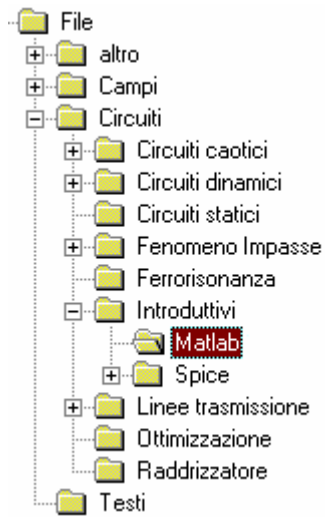 File
altro
Campi
Circuiti
Circuiti caotici
Circuiti dinamici
Circuiti statici
Fenomeno Impasse
Ferrorisonanza
Introduttivi
Matlab
Spice
Linee trasmissione
Ottimizzazione
Raddrizzatore
Testi